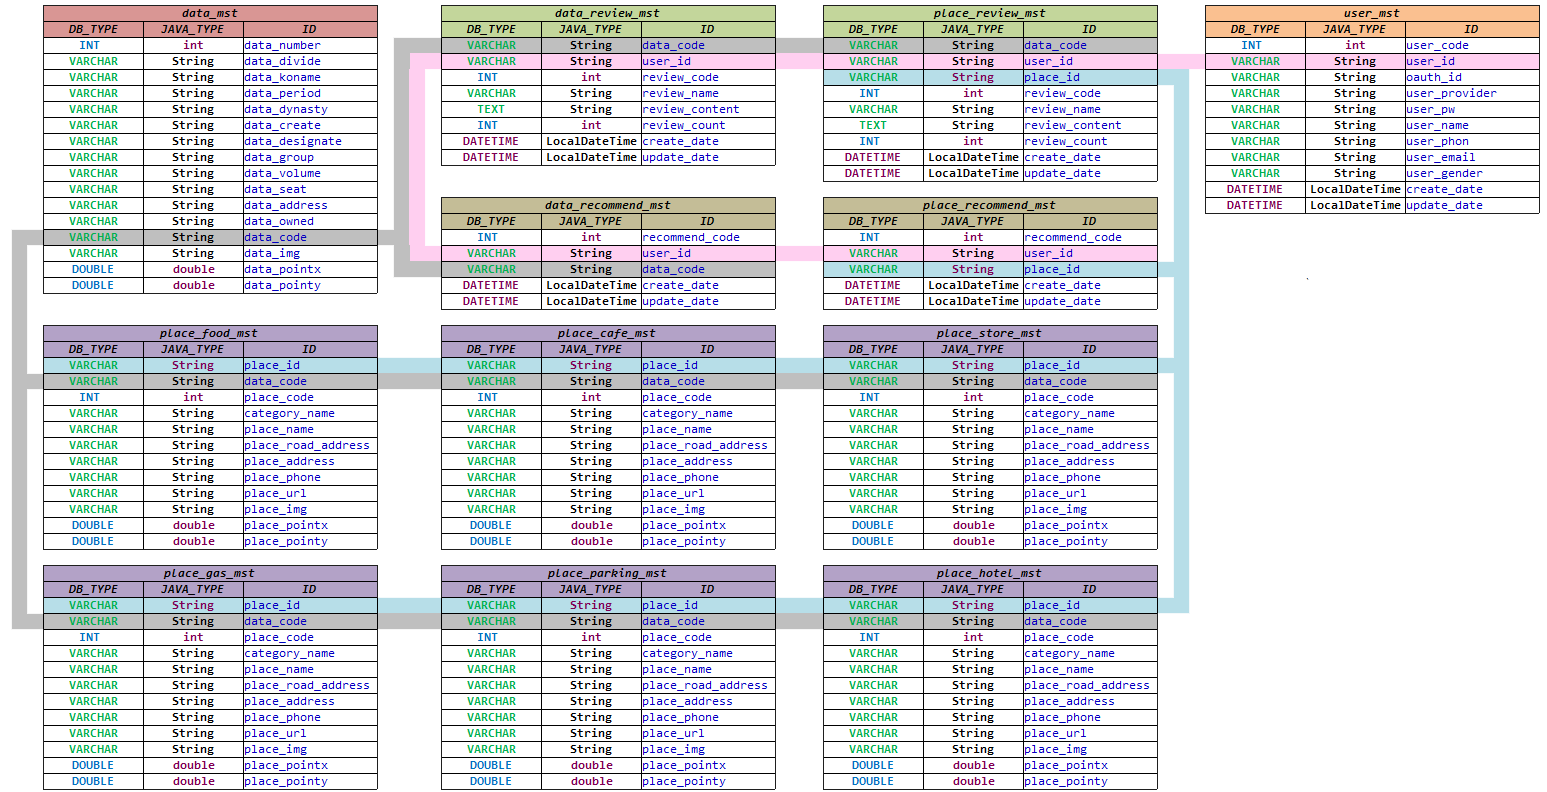 data_mst
DB_TYPE JAVA_TYPE ID
INT int data_number
VARCHAR String data_divide
VARCHAR String data_koname
VARCHAR String data_period
VARCHAR String data_dynasty
VARCHAR String data_create
VARCHAR String data_designate
VARCHAR String data_group
VARCHAR String data_volume
VARCHAR String data_seat
VARCHAR String data_address
VARCHAR String data_owned
VARCHAR String data_code
VARCHAR String data_img
DOUBLE double data_pointx
DOUBLE double data_pointy
data_review_mst
DB_TYPE JAVA_TYPE ID
VARCHAR String data_code
VARCHAR String user_id
INT int review_code
VARCHAR String review_name
TEXT String review_content
INT int review_count
DATETIME LocalDateTime create_date
DATETIME LocalDateTime update_date
place_review_mst
DB_TYPE JAVA_TYPE ID
VARCHAR String data_code
VARCHAR String user_id
VARCHAR String place_id
INT int review_code
VARCHAR String review_name
TEXT String review_content
INT int review_count
DATETIME LocalDateTime create_date
DATETIME LocalDateTime update_date
user_mst
DB_TYPE JAVA_TYPE ID
INT int user_code
VARCHAR String user_id
VARCHAR String oauth_id
VARCHAR String user_provider
VARCHAR String user_pw
VARCHAR String user_name
VARCHAR String user_phon
VARCHAR String user_email
VARCHAR String user_gender
DATETIME LocalDateTime create_date
DATETIME LocalDateTime update_date
data_recommend_mst
DB_TYPE JAVA_TYPE ID
INT int recommend_code
VARCHAR String user_id
VARCHAR String data_code
DATETIME LocalDateTime create_date
DATETIME LocalDateTime update_date
place_recommend_mst
DB_TYPE JAVA_TYPE ID
INT int recommend_code
VARCHAR String user_id
VARCHAR String place_id
DATETIME LocalDateTime create_date
DATETIME LocalDateTime update_date
place_food_mst
DB_TYPE JAVA_TYPE ID
VARCHAR String place_id
VARCHAR String data_code
INT int place_code
VARCHAR String category_name
VARCHAR String place_name
VARCHAR String place_road_address
VARCHAR String place_address
VARCHAR String place_phone
VARCHAR String place_url
VARCHAR String place_img
DOUBLE double place_pointx
DOUBLE double place_pointy
place_cafe_mst
DB_TYPE JAVA_TYPE ID
VARCHAR String place_id
VARCHAR String data_code
INT int place_code
VARCHAR String category_name
VARCHAR String place_name
VARCHAR String place_road_address
VARCHAR String place_address
VARCHAR String place_phone
VARCHAR String place_url
VARCHAR String place_img
DOUBLE double place_pointx
DOUBLE double place_pointy
place_store_mst
DB_TYPE JAVA_TYPE ID
VARCHAR String place_id
VARCHAR String data_code
INT int place_code
VARCHAR String category_name
VARCHAR String place_name
VARCHAR String place_road_address
VARCHAR String place_address
VARCHAR String place_phone
VARCHAR String place_url
VARCHAR String place_img
DOUBLE double place_pointx
DOUBLE double place_pointy
place_gas_mst
DB_TYPE JAVA_TYPE ID
VARCHAR String place_id
VARCHAR String data_code
INT int place_code
VARCHAR String category_name
VARCHAR String place_name
VARCHAR String place_road_address
VARCHAR String place_address
VARCHAR String place_phone
VARCHAR String place_url
VARCHAR String place_img
DOUBLE double place_pointx
DOUBLE double place_pointy
place_parking_mst
DB_TYPE JAVA_TYPE ID
VARCHAR String place_id
VARCHAR String data_code
INT int place_code
VARCHAR String category_name
VARCHAR String place_name
VARCHAR String place_road_address
VARCHAR String place_address
VARCHAR String place_phone
VARCHAR String place_url
VARCHAR String place_img
DOUBLE double place_pointx
DOUBLE double place_pointy
place_hotel_mst
DB_TYPE JAVA_TYPE ID
VARCHAR String place_id
VARCHAR String data_code
INT int place_code
VARCHAR String category_name
VARCHAR String place_name
VARCHAR String place_road_address
VARCHAR String place_address
VARCHAR String place_phone
VARCHAR String place_url
VARCHAR String place_img
DOUBLE double place_pointx
DOUBLE double place_pointy